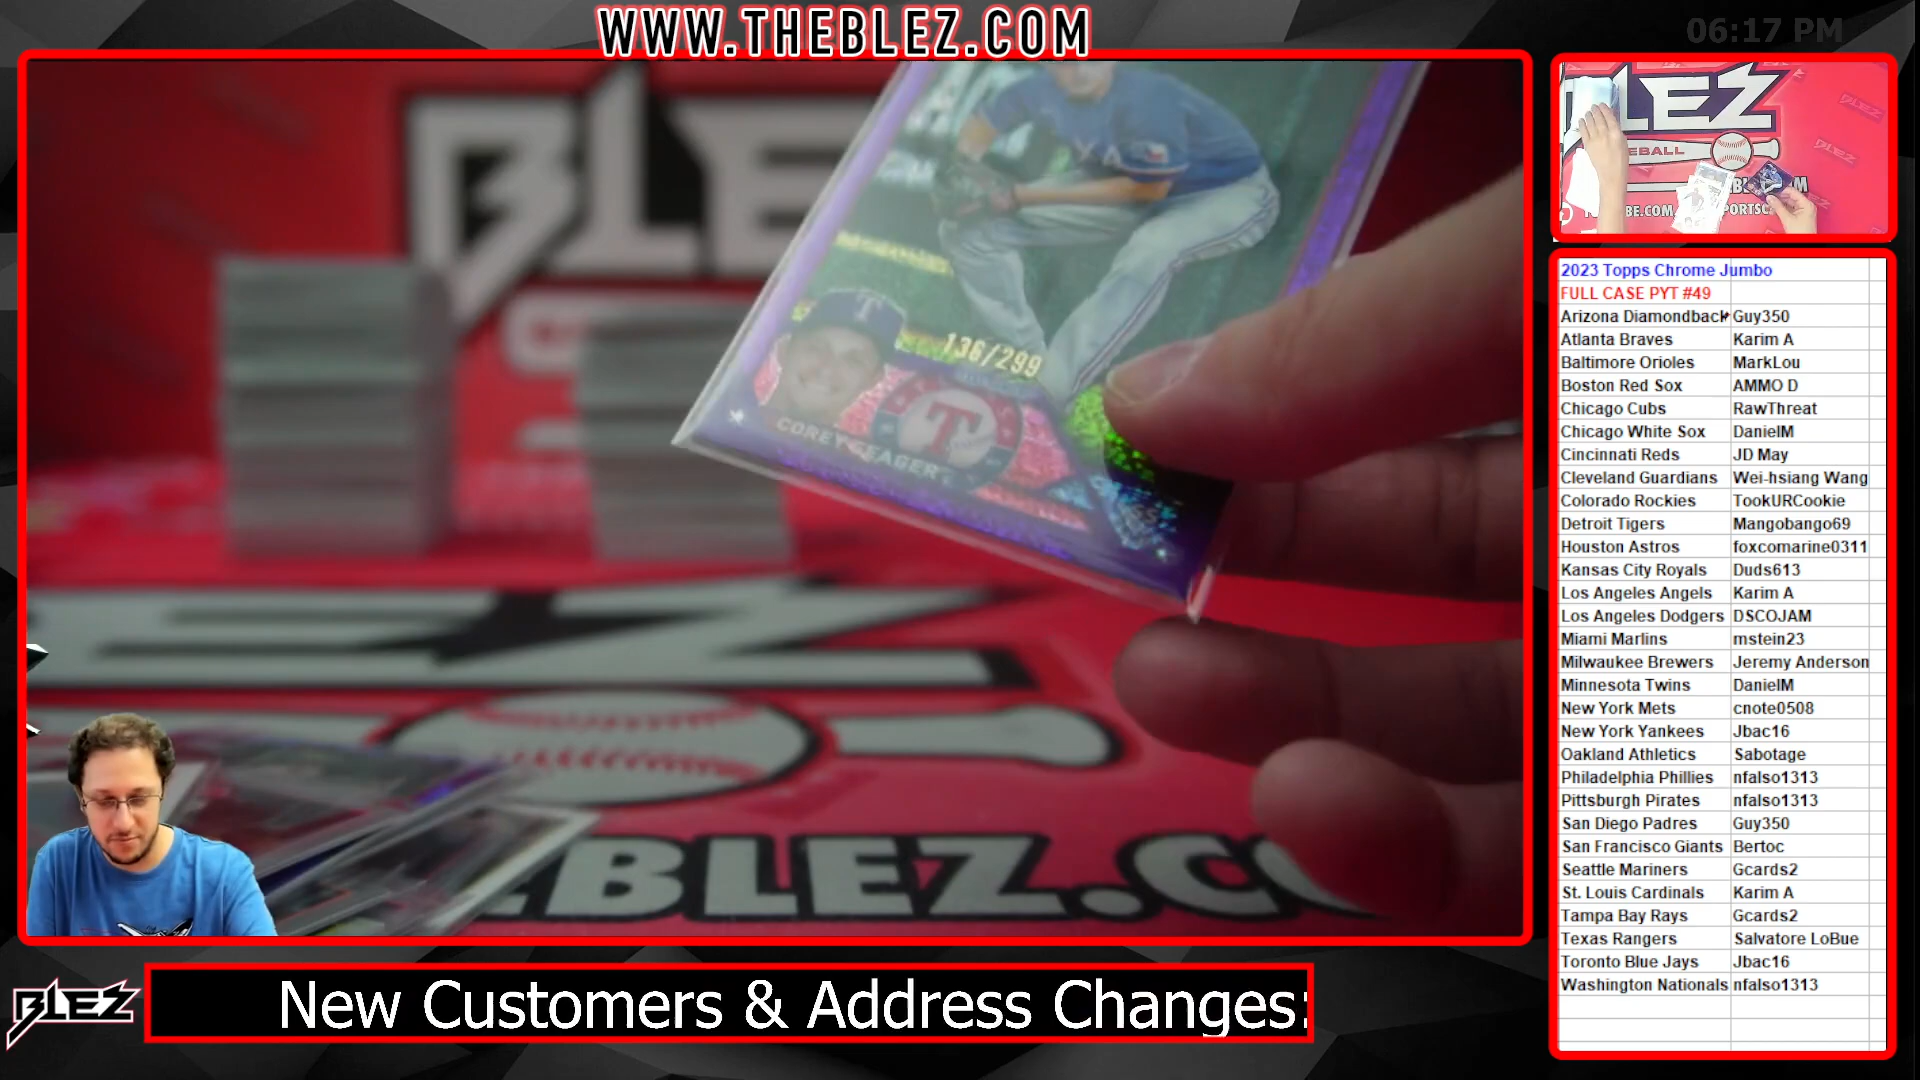 WWW.THEBLEZ.COM
06:17 PM
BLEZ
136/299
COREY SEAGER
T
BLEZ.C
LEZ
BLEZ
EBALL
BLEZ
2023 Topps Chrome Jumbo
FULL CASE PYT #49
Arizona Diamondback Guy350
Atlanta Braves Karim A
Baltimore Orioles MarkLou
Boston Red Sox AMMO D
Chicago Cubs RawThreat
Chicago White Sox DanielM
Cincinnati Reds JD May
Cleveland Guardians Wei-hsiang Wang
Colorado Rockies TookURCookie
Detroit Tigers Mangobango69
Houston Astros foxcomarine0311
Kansas City Royals Duds613
Los Angeles Angels Karim A
Los Angeles Dodgers DSCOJAM
Miami Marlins mstein23
Milwaukee Brewers Jeremy Anderson
Minnesota Twins DanielM
New York Mets cnote0508
New York Yankees Jbac16
Oakland Athletics Sabotage
Philadelphia Phillies nfalso1313
Pittsburgh Pirates nfalso1313
San Diego Padres Guy350
San Francisco Giants Bertoc
Seattle Mariners Gcards2
St. Louis Cardinals Karim A
Tampa Bay Rays Gcards2
Texas Rangers Salvatore LoBue
Toronto Blue Jays Jbac16
Washington Nationals nfalso1313
BLEZ
New Customers & Address Changes: